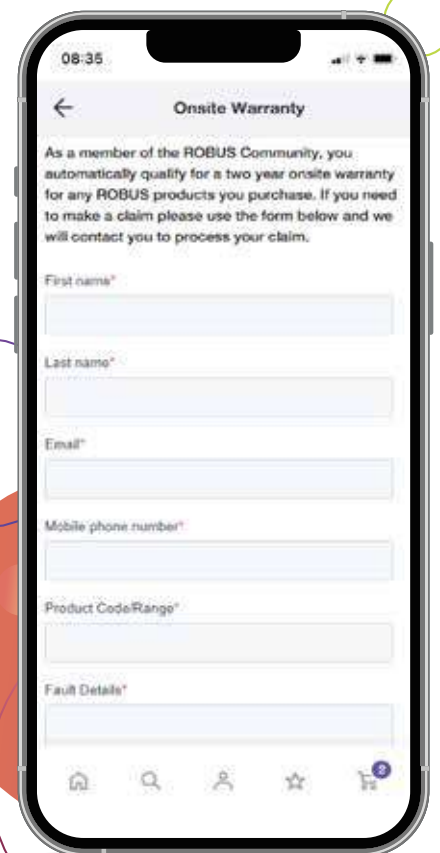 08:35
Onsite Warranty
As a member of the ROBUS Community, you
automatically qualify for a two year onsite warranty
for any ROBUS products you purchase. If you need
to make a claim please use the form below and we
will contact you to process your claim.
First name*
Last name*
Email*
Mobile phone number*
Product Code/Range*
Fault Details*
2